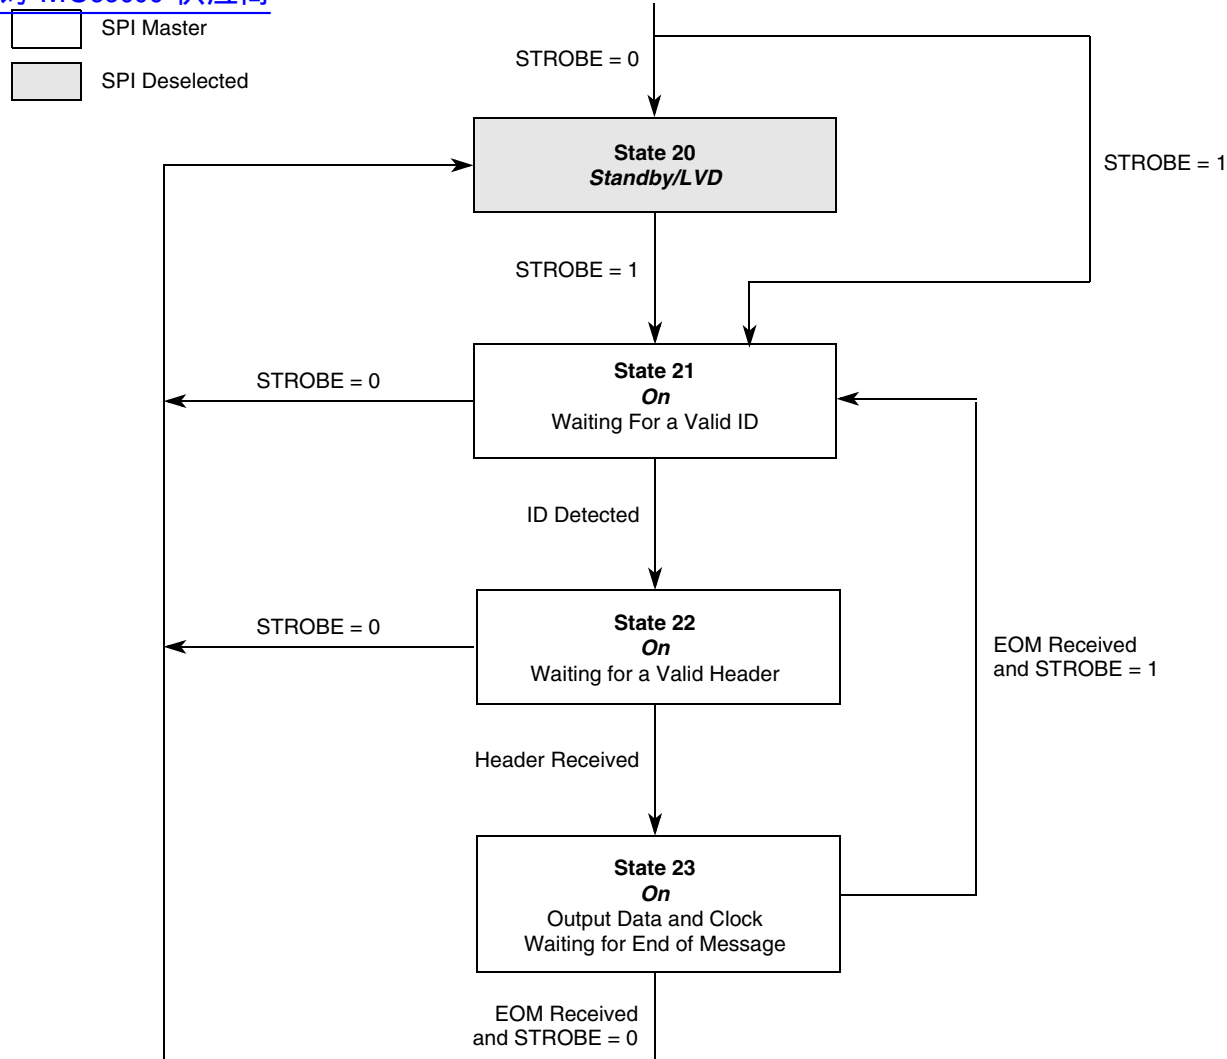 供应商
SPI Master
SPI Deselected
STROBE = 0
STROBE = 1
State 20
Standby/LVD
STROBE = 1
State 21
On
Waiting For a Valid ID
STROBE = 0
ID Detected
State 22
On
Waiting for a Valid Header
STROBE = 0
EOM Received
and STROBE = 1
Header Received
State 23
On
Output Data and Clock
Waiting for End of Message
EOM Received
and STROBE = 0